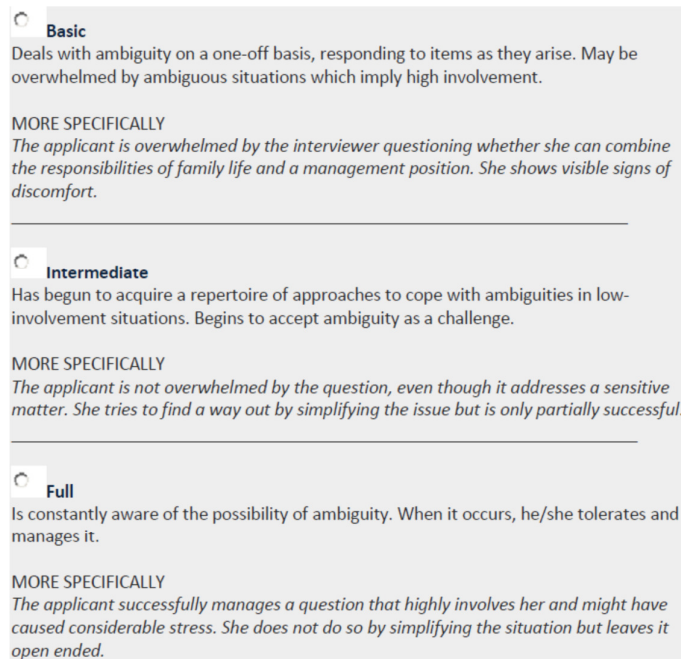 Basic
Deals with ambiguity on a one-off basis, responding to items as they arise. May be
overwhelmed by ambiguous situations which imply high involvement.
MORE SPECIFICALLY
The applicant is overwhelmed by the interviewer questioning whether she can combine
the responsibilities of family life and a management position. She shows visible signs of
discomfort.
Intermediate
Has begun to acquire a repertoire of approaches to cope with ambiguities in low-
involvement situations. Begins to accept ambiguity as a challenge.
MORE SPECIFICALLY
The applicant is not overwhelmed by the question, even though it addresses a sensitive
matter. She tries to find a way out by simplifying the issue but is only partially successful.
Full
Is constantly aware of the possibility of ambiguity. When it occurs, he/she tolerates and
manages it.
MORE SPECIFICALLY
The applicant successfully manages a question that highly involves her and might have
caused considerable stress. She does not do so by simplifying the situation but leaves it
open ended.